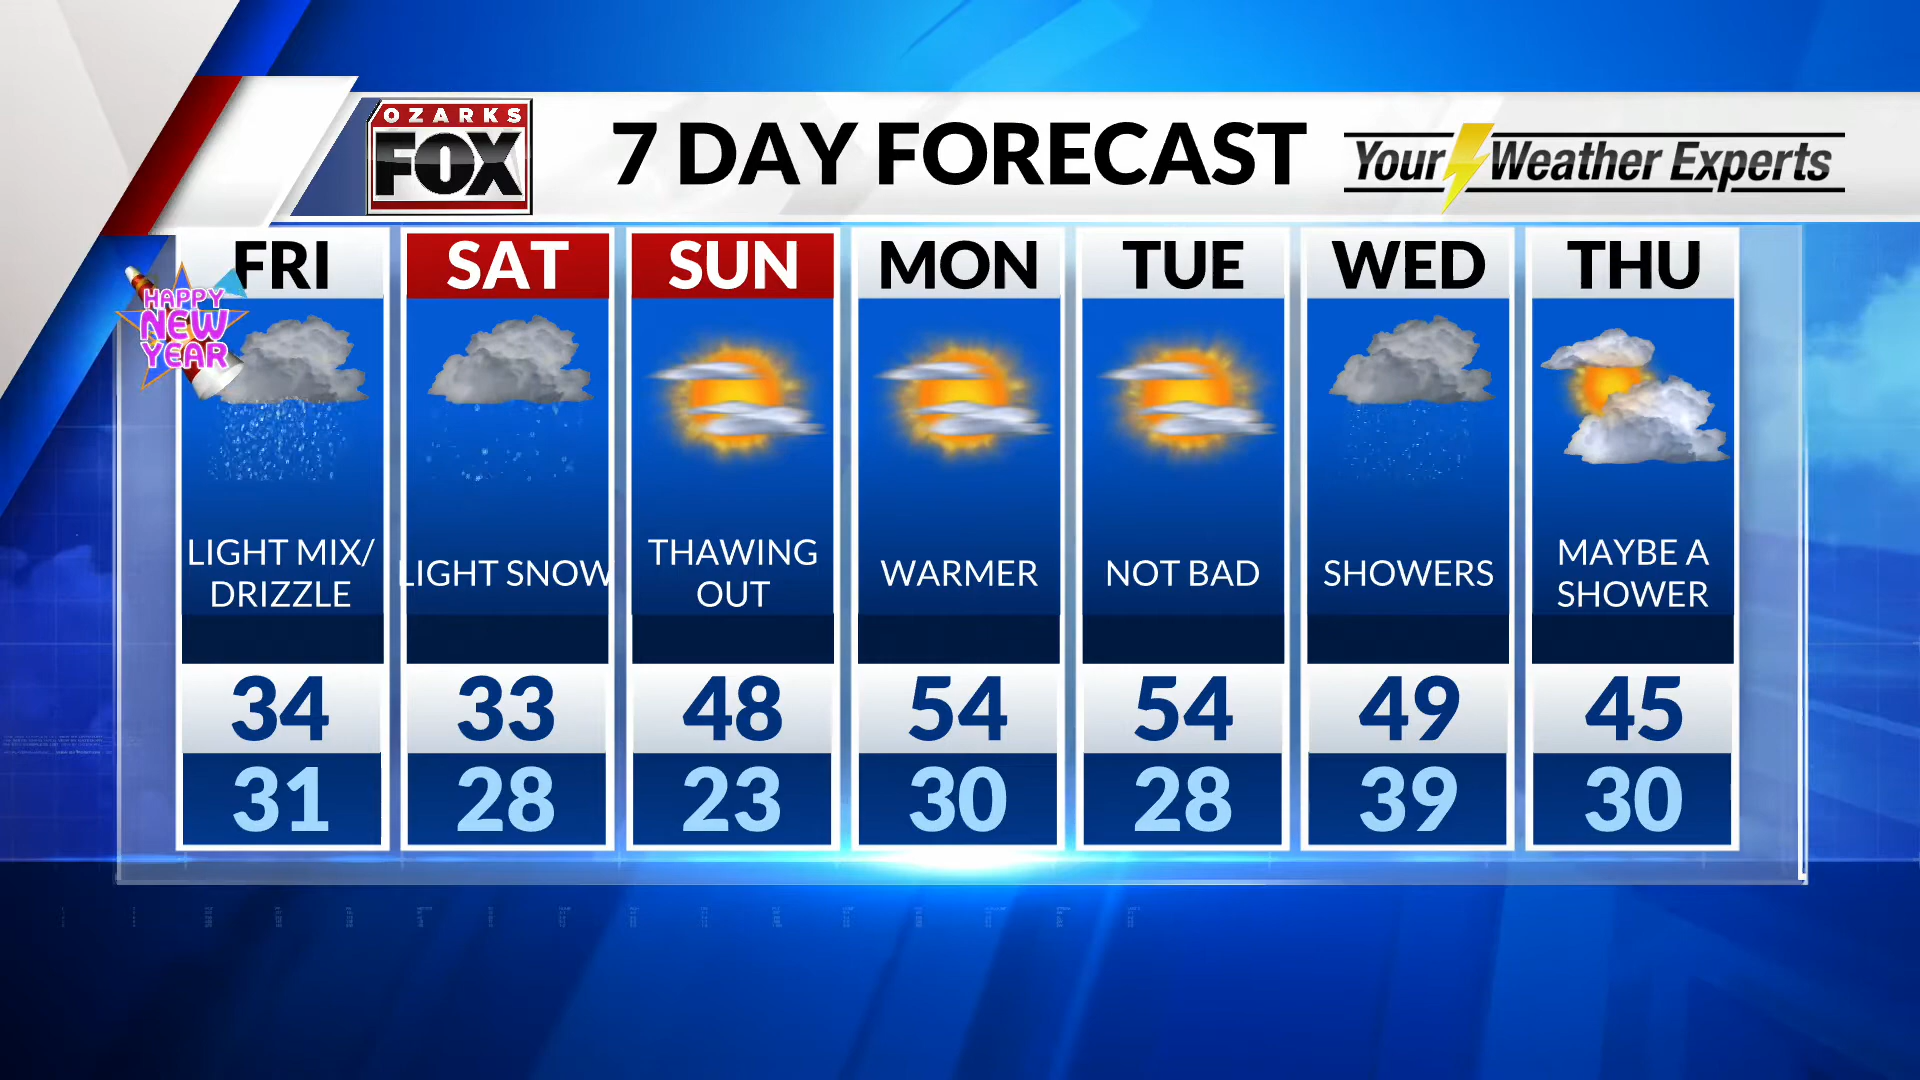 OZARKS
FOX
7 DAY FORECAST
Your Weather Experts
FRI
SAT
SUN
MON
TUE
WED
THU
HAPPY
NEW
YEAR
LIGHT MIX/
DRIZZLE
LIGHT SNOW
THAWING
OUT
WARMER
NOT BAD
SHOWERS
MAYBE A
SHOWER
34
33
48
54
54
49
45
31
28
23
30
28
39
30